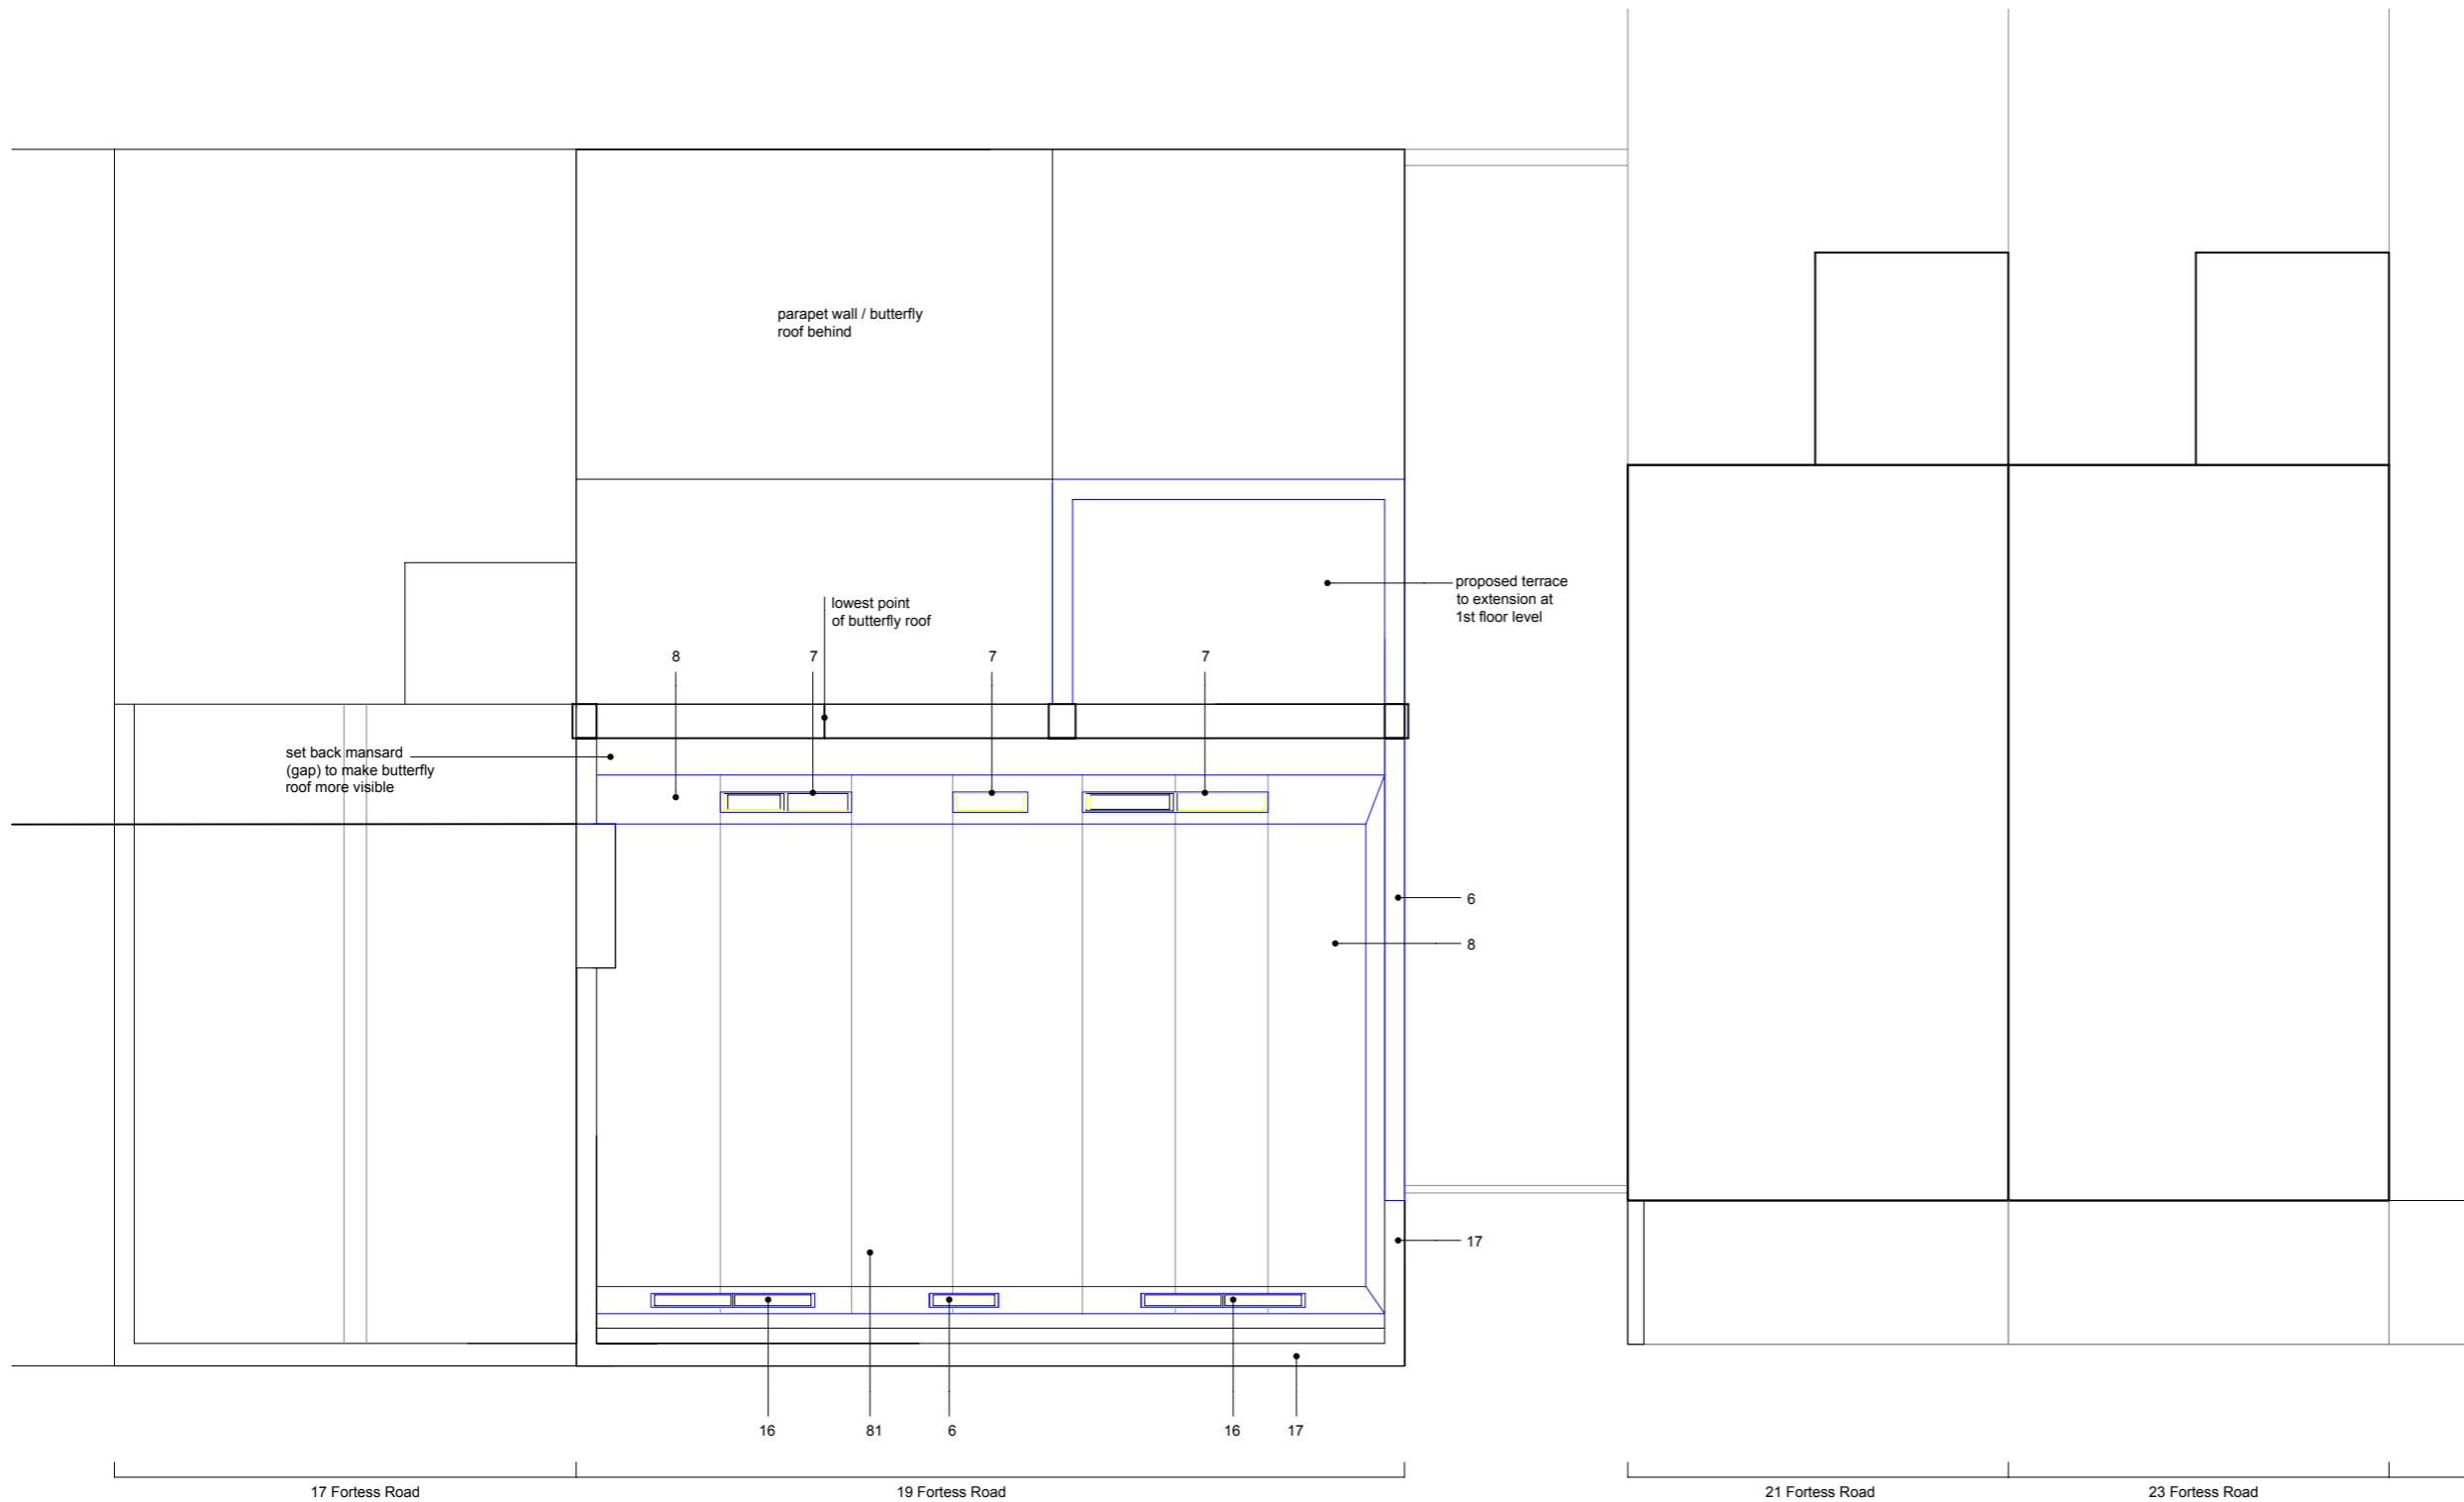 parapet wall / butterfly
roof behind
proposed terrace
to extension at
1st floor level
lowest point
of butterfly roof
8
7
7
7
set back mansard
(gap) to make butterfly
roof more visible
6
8
17
16
81
6
16
17
17 Fortess Road
19 Fortess Road
21 Fortess Road
23 Fortess Road